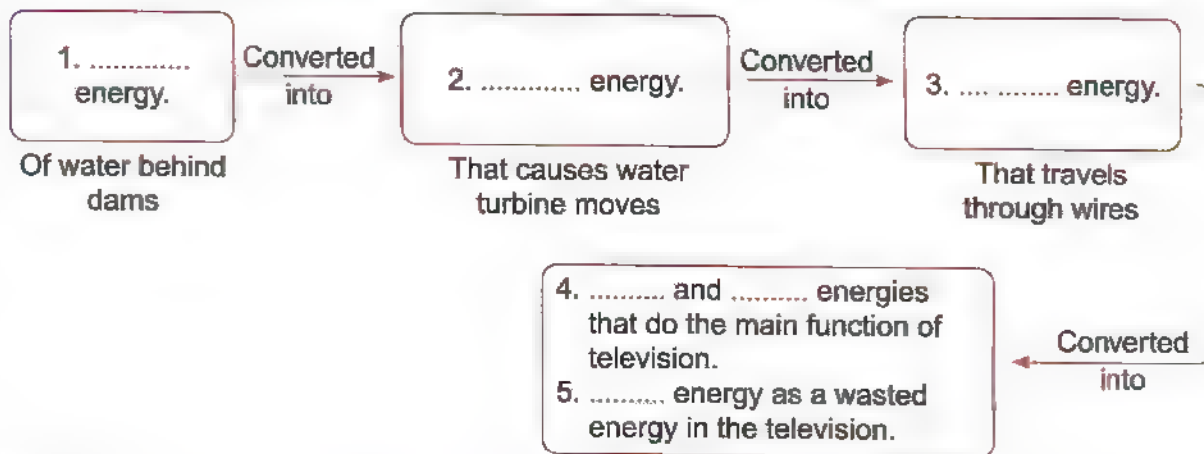 1. .............
energy.
Converted
into
2. ............. energy.
Converted
into
3. .... ........ energy.
Of water behind
dams
That causes water
turbine moves
That travels
through wires
4. .......... and .......... energies
that do the main function of
television.
5. .......... energy as a wasted
energy in the television.
Converted
into